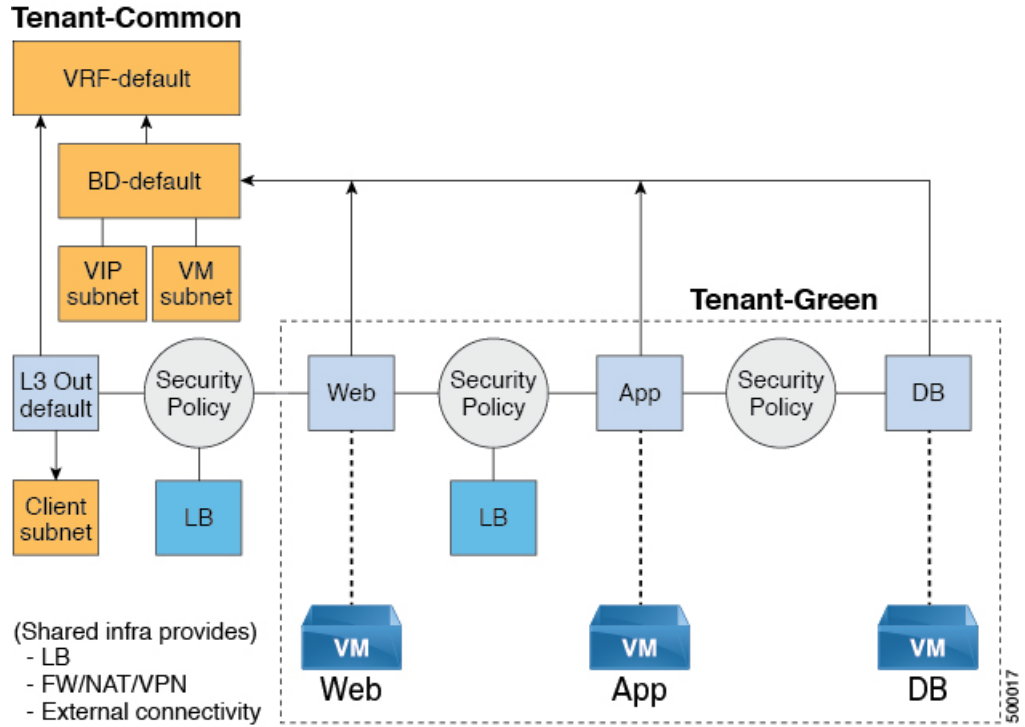 Tenant-Common
VRF-default
BD-default
VIP
subnet
VM
subnet
Tenant-Green
L3 Out
default
Security
Policy
Web
Security
Policy
App
Security
Policy
DB
Client
subnet
LB
LB
(Shared infra provides)
- LB
- FW/NAT/VPN
- External connectivity
VM
Web
VM
App
VM
DB
500017